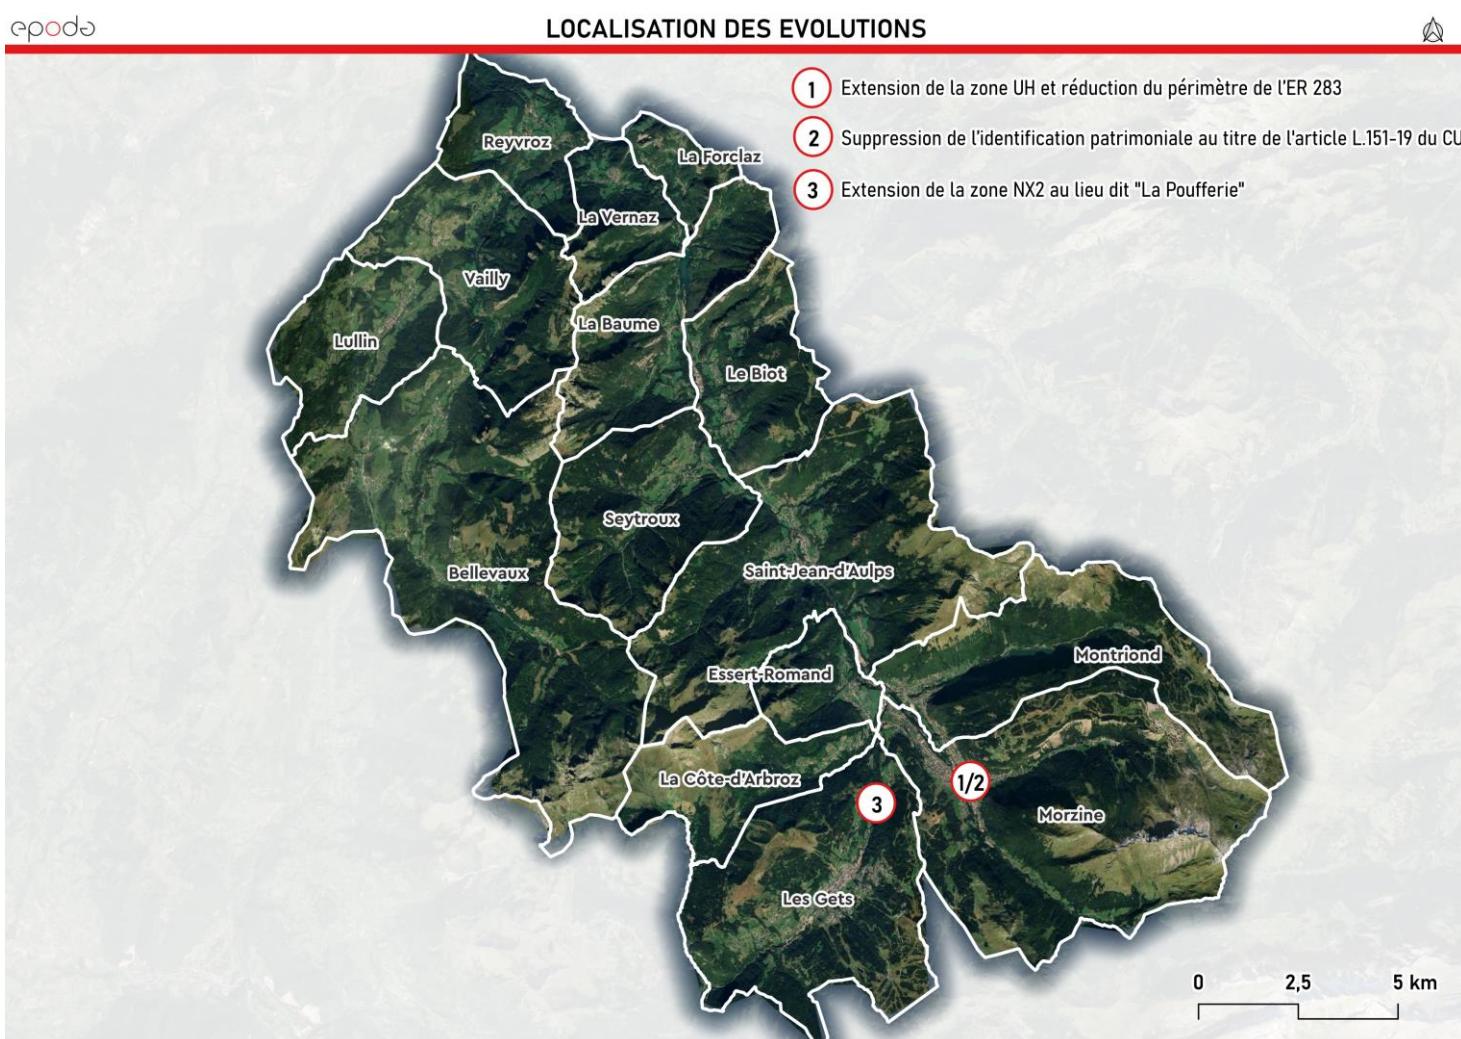 epode
LOCALISATION DES EVOLUTIONS
1 Extension de la zone UH et réduction du périmètre de l'ER 283
2 Suppression de l'identification patrimoniale au titre de l'article L.151-19 du CU
3 Extension de la zone NX2 au lieu dit "La Poufferie"
Reyvroz
La Forclaz
La Vernaz
Vailly
La Baume
Lullin
Le Biot
Seytroux
Bellevaux
Saint-Jean-d'Aulps
Montriond
Essert-Romand
La Côte-d'Arbroz
1/2
3
Morzine
Les Gets
0 2,5 5 km